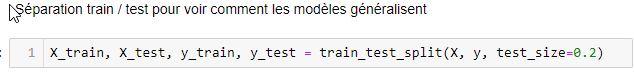 Séparation train / test pour voir comment les modèles généralisent
1 X_train, X_test, y_train, y_test = train_test_split(X, y, test_size=0.2)